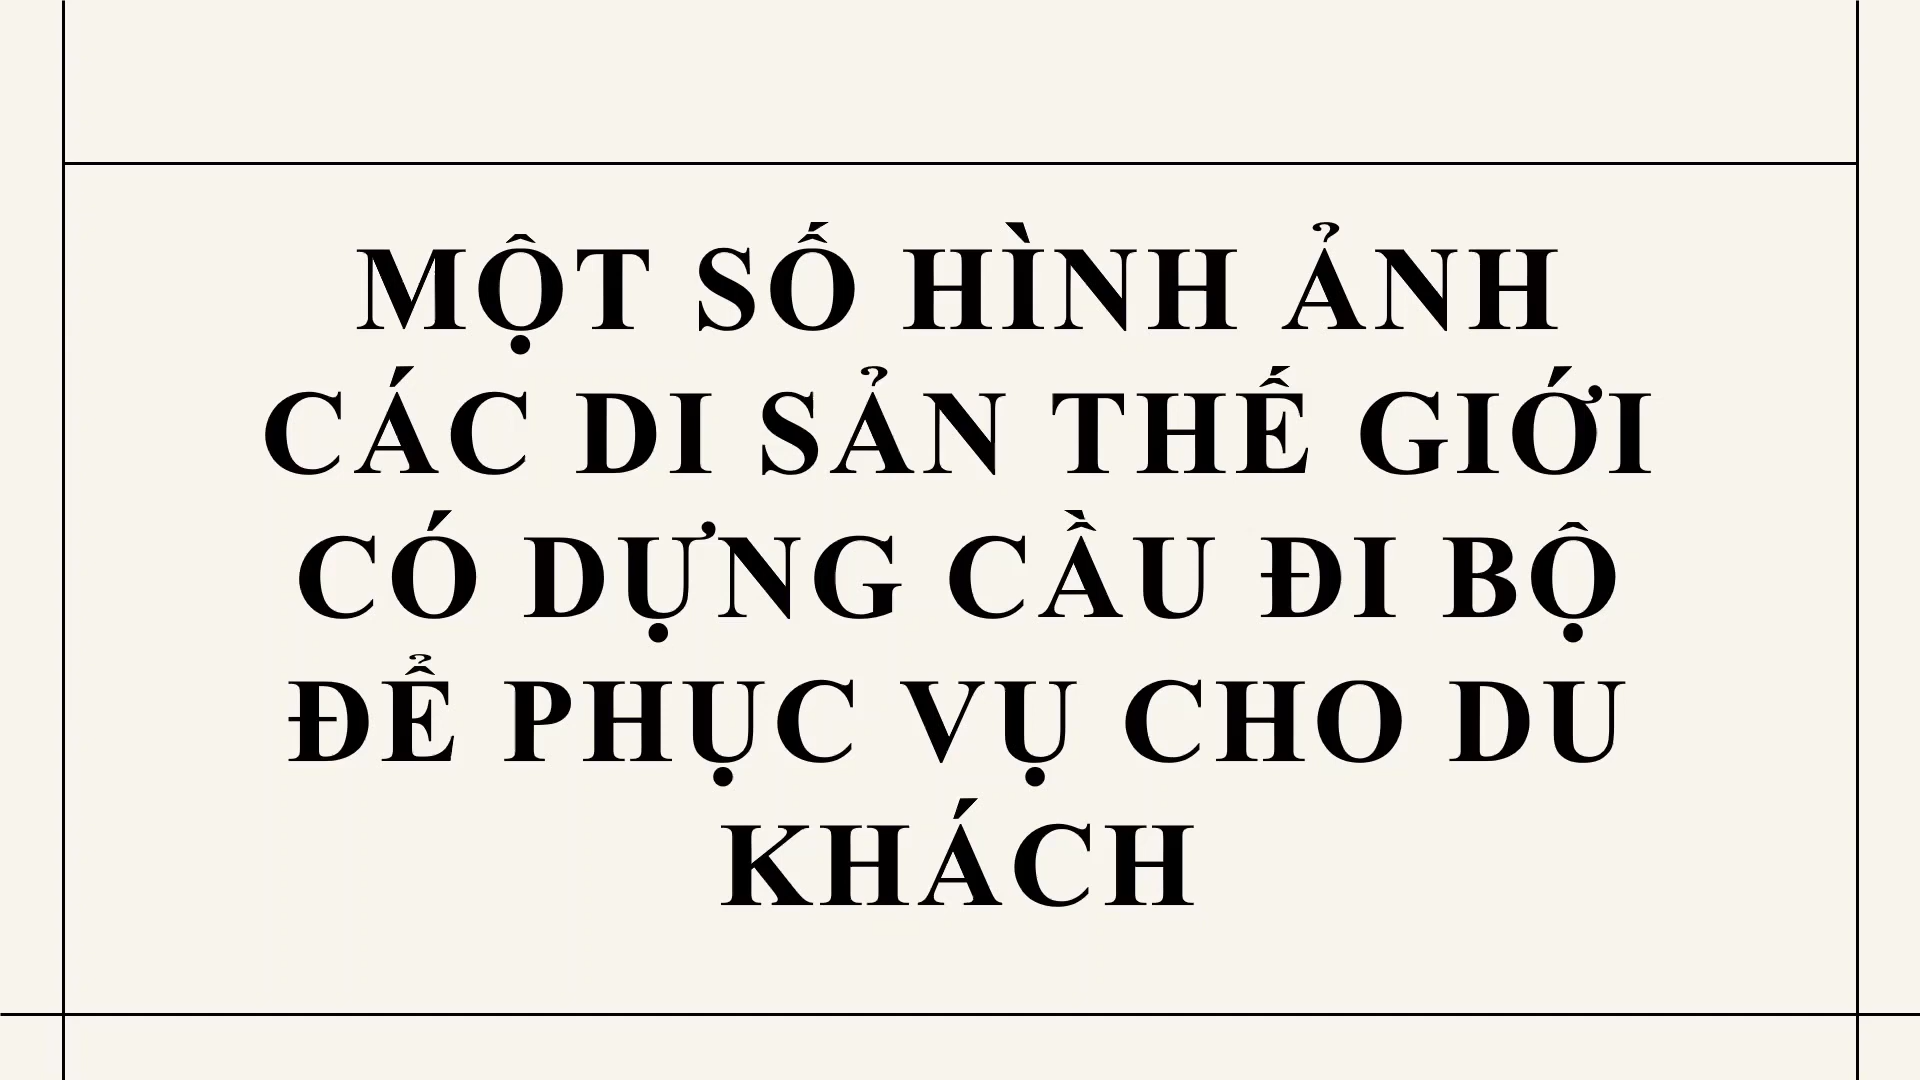 MỘT SỐ HÌNH ẢNH
CÁC DI SẢN THẾ GIỚI
CÓ DỰNG CẦU ĐI BỘ
ĐỂ PHỤC VỤ CHO DU
KHÁCH